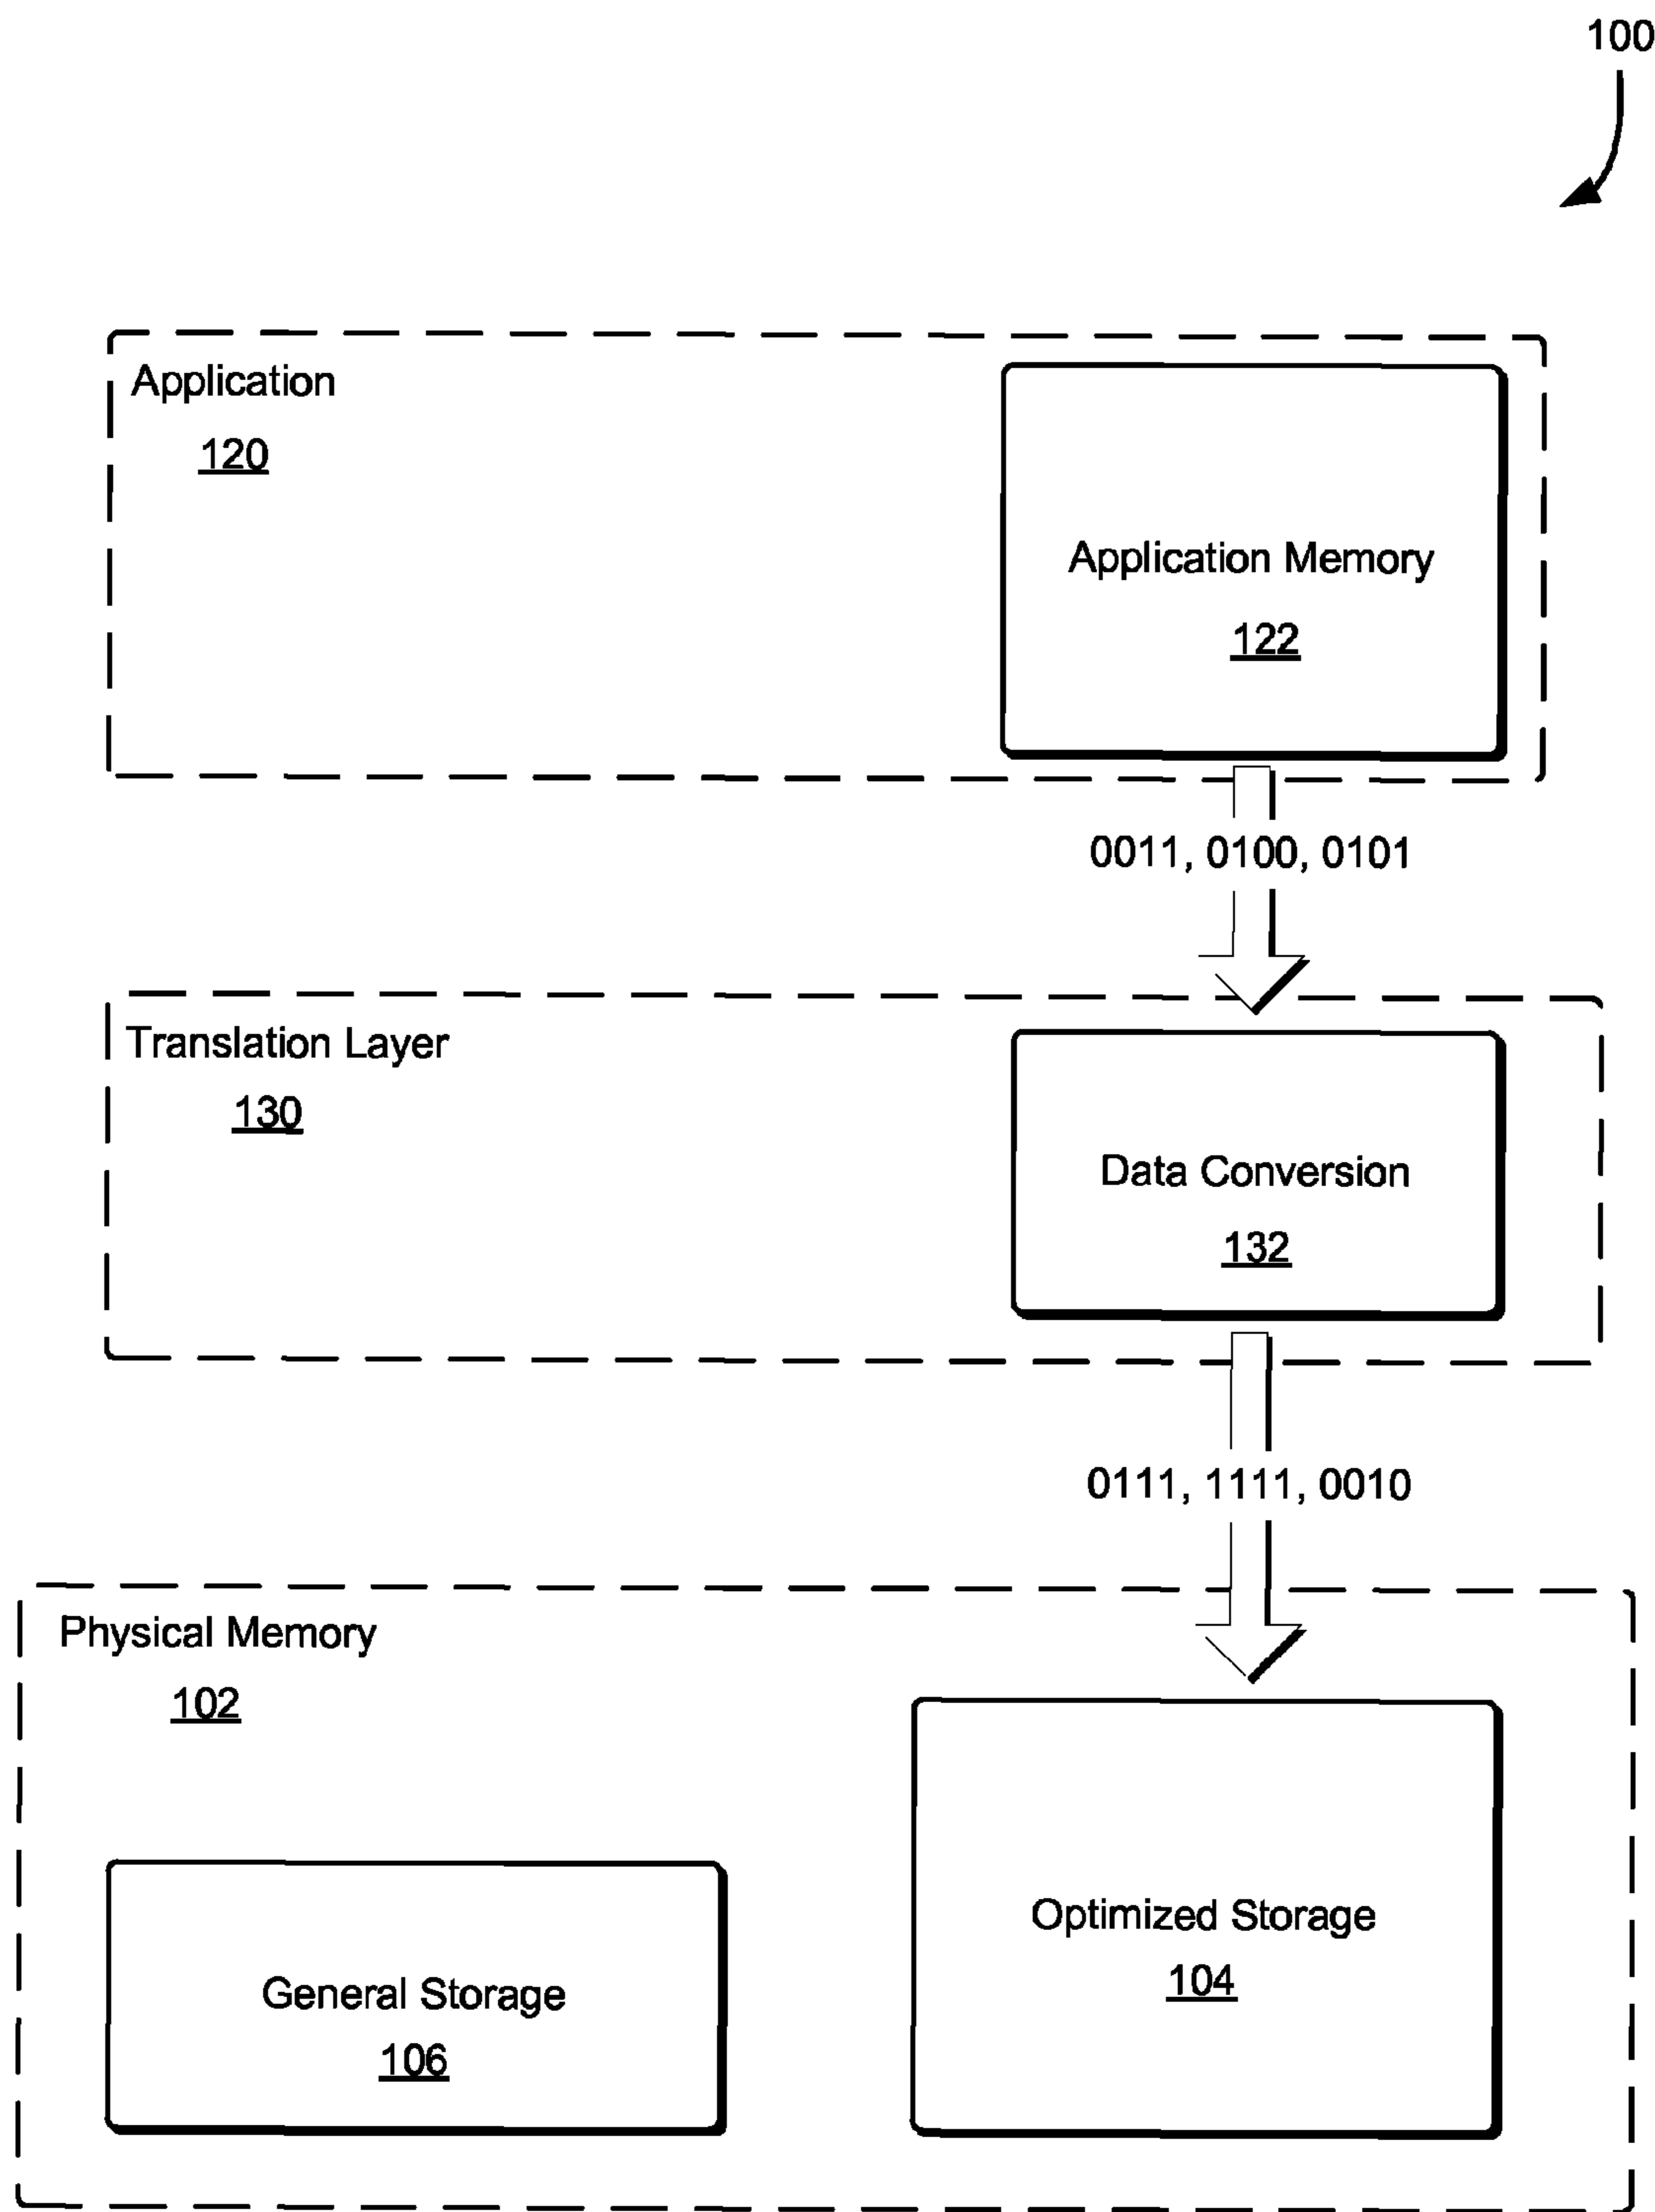 100
Application
120
Application Memory
122
0011, 0100, 0101
Translation Layer
130
Data Conversion
132
0111, 1111, 0010
Physical Memory
102
Optimized Storage
104
General Storage
106